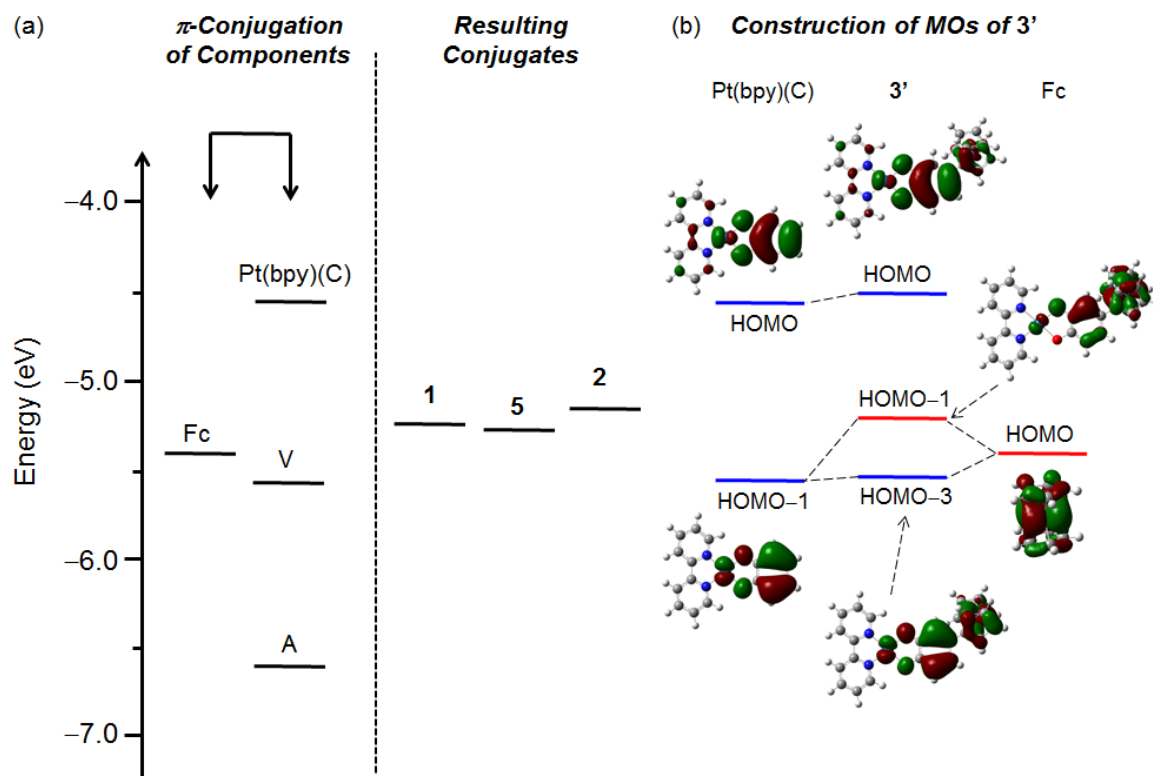 (a)
π-Conjugation
of Components
Resulting
Conjugates
(b)
Construction of MOs of 3'
Pt(bpy)(C)
3'
Fc
Energy (eV)
−4.0
−5.0
−6.0
−7.0
Pt(bpy)(C)
Fc
V
A
1
5
2
HOMO
HOMO
HOMO−1
HOMO
HOMO−1
HOMO−3